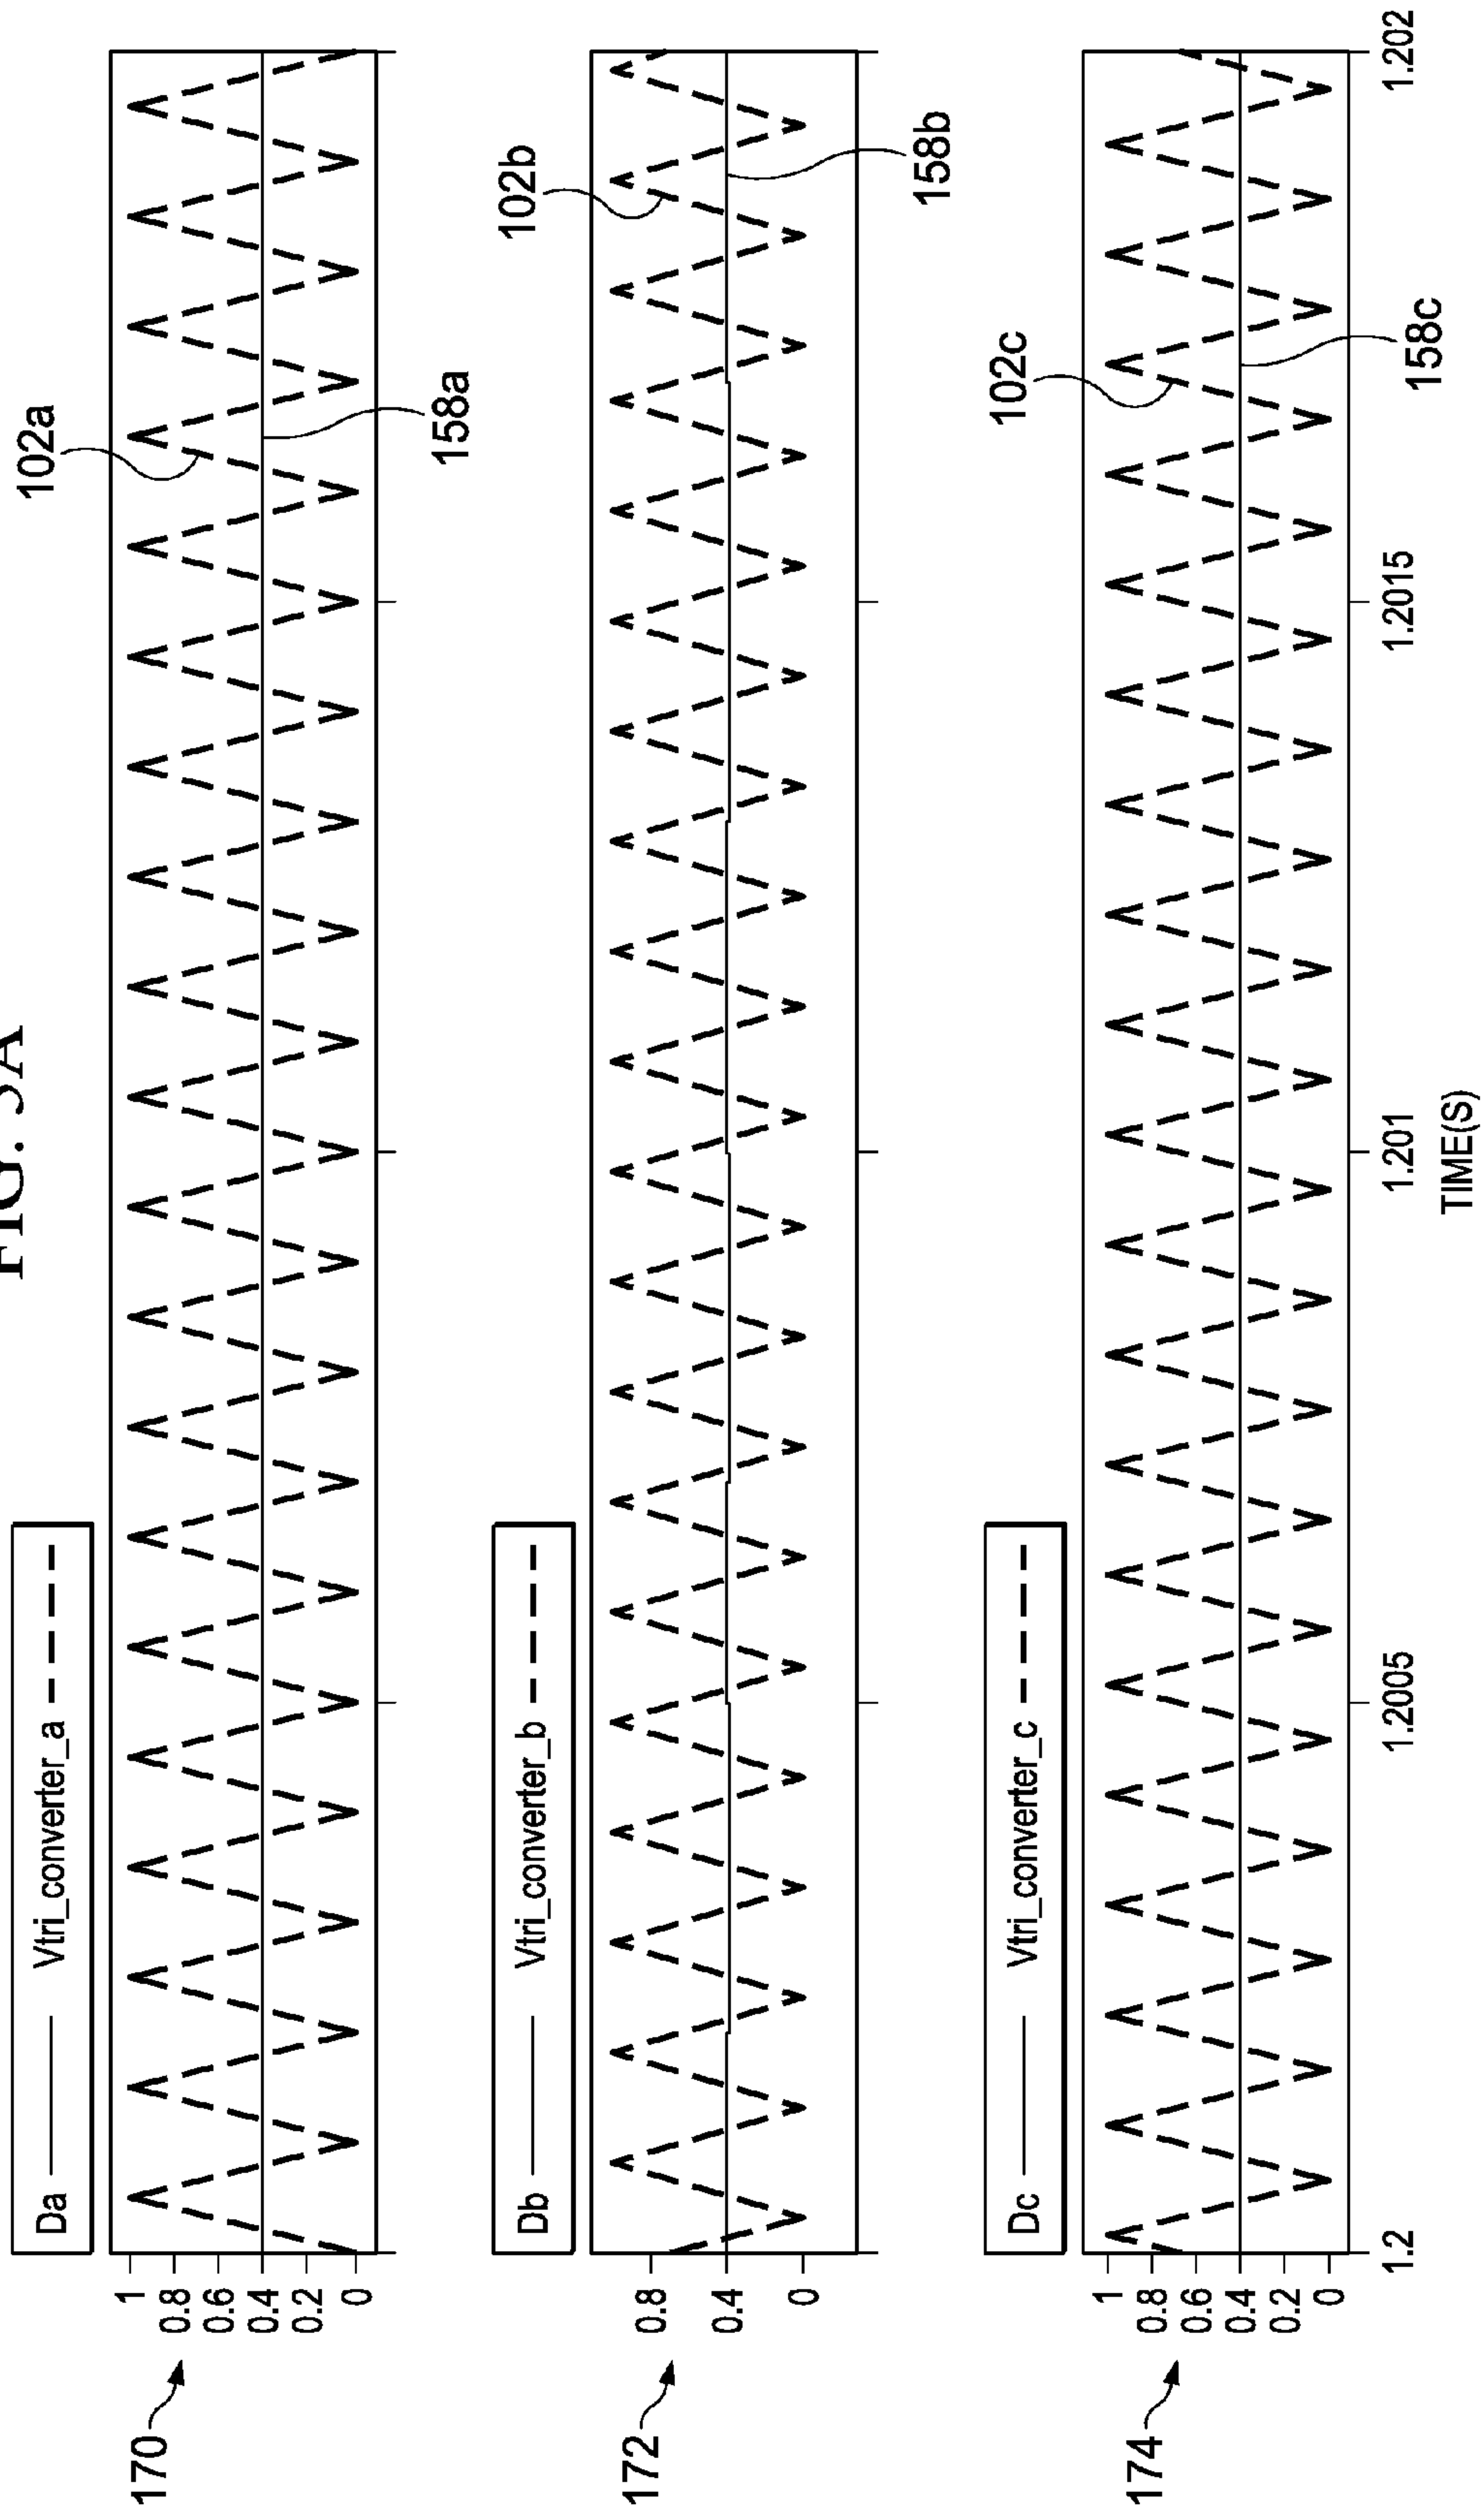 FIG. 3A
Da
Vtri_converter_a
102a
170
1
0.8
0.6
0.4
0.2
0
158a
Db
Vtri_converter_b
102b
172
0.8
0.4
0
158b
Dc
Vtri_converter_c
102c
174
1
0.8
0.6
0.4
0.2
0
158c
1.2
1.2005
1.201
1.2015
1.202
TIME(S)